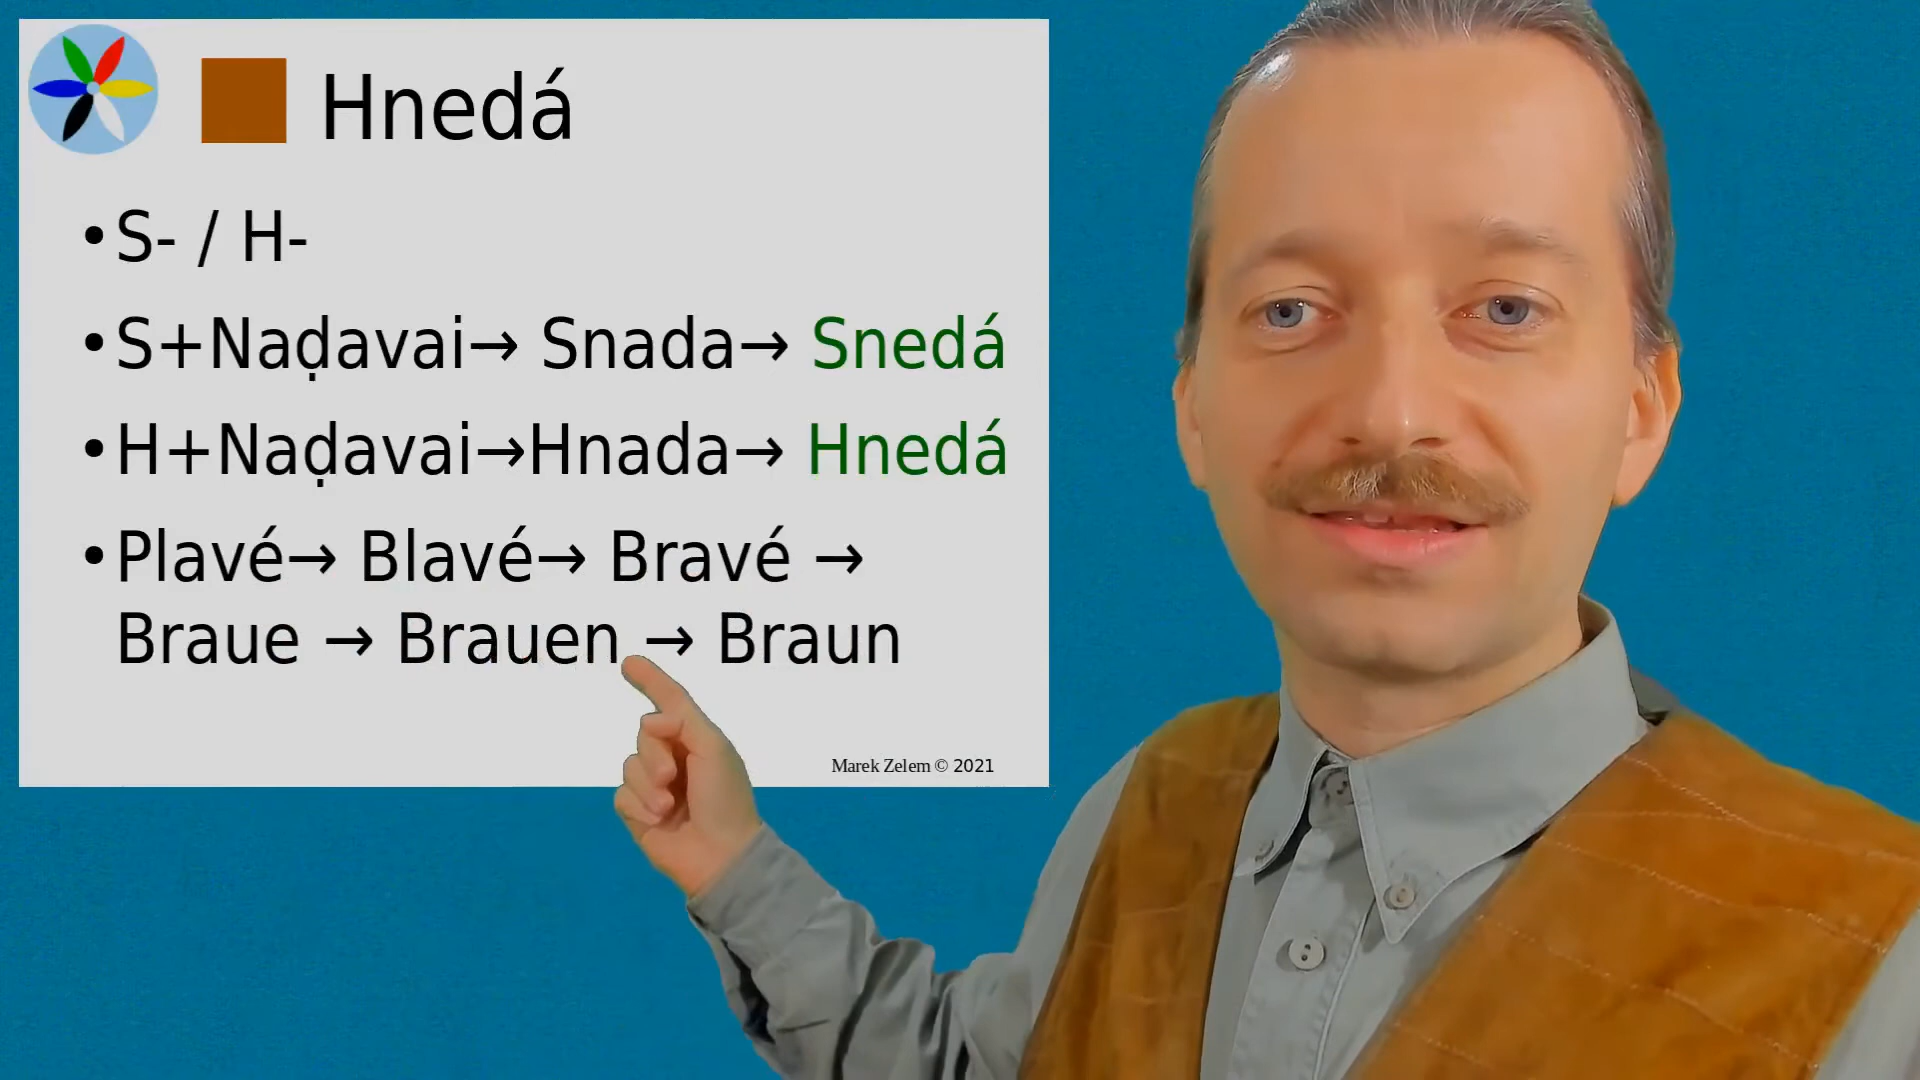 Hnedá
• S- / H-
• S+Naḍavai→ Snada→ Snedá
• H+Naḍavai→Hnada→ Hnedá
• Plavé→ Blavé→ Bravé →
Braue → Brauen → Braun
Marek Zelem © 2021